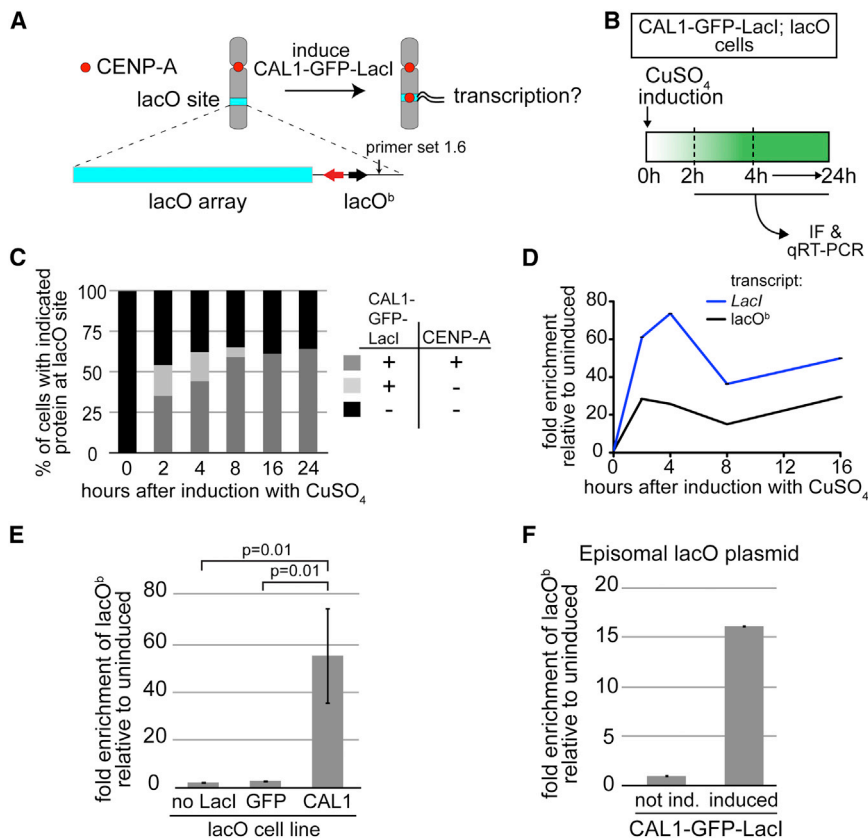 A
CENP-A
lacO site
induce
CAL1-GFP-LacI
transcription?
primer set 1.6
lacO array
lacOᵇ
B
CAL1-GFP-LacI; lacO
cells
CuSO₄
induction
0h 2h 4h 24h
IF &
qRT-PCR
C
% of cells with indicated
protein at lacO site
100
75
50
25
0
0 2 4 8 16 24
hours after induction with CuSO₄
CAL1-
GFP-
LacI CENP-A
+ +
+ -
- -
D
transcript:
LacI
lacOᵇ
fold enrichment
relative to uninduced
80
60
40
20
0
0 4 8 12 16
hours after induction with CuSO₄
E
p=0.01
p=0.01
fold enrichment of lacOᵇ
relative to uninduced
80
60
40
20
0
no LacI GFP CAL1
lacO cell line
F
Episomal lacO plasmid
fold enrichment of lacOᵇ
relative to uninduced
20
15
10
5
0
not ind. induced
CAL1-GFP-LacI